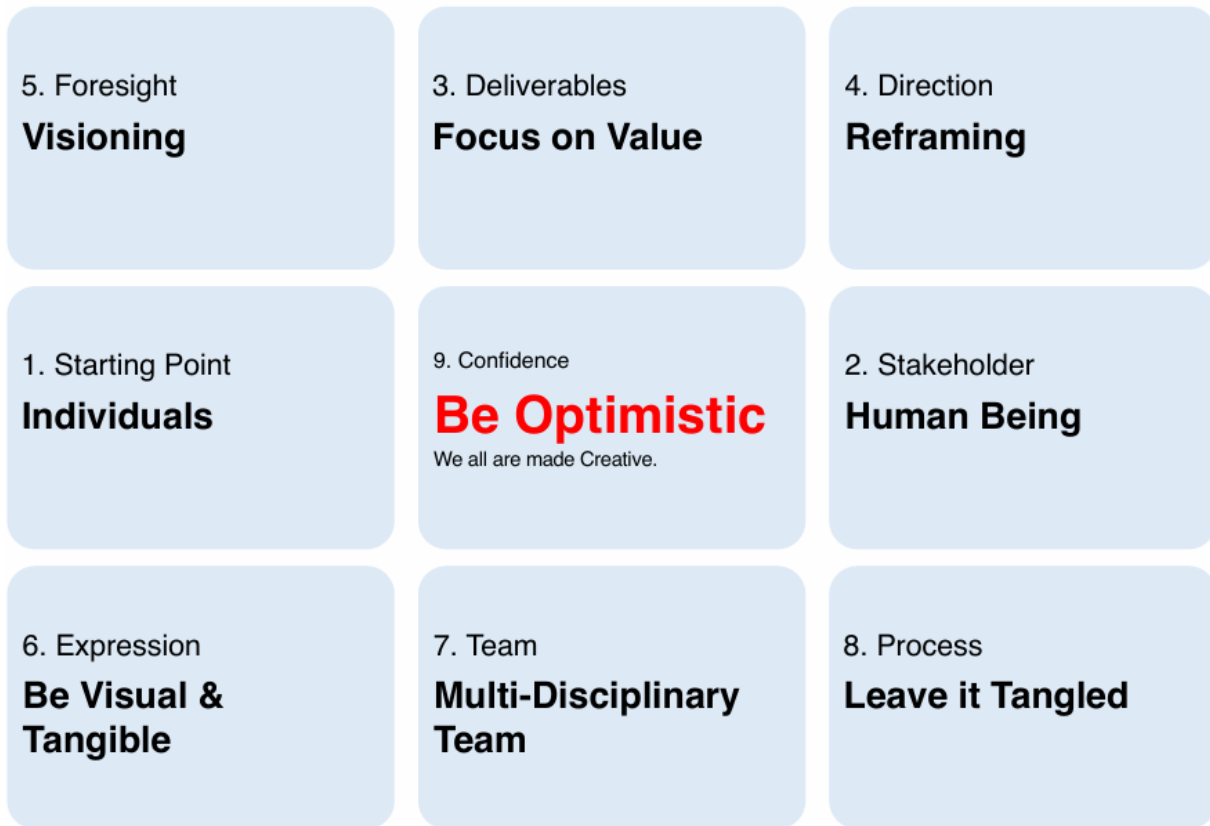 5. Foresight
Visioning
3. Deliverables
Focus on Value
4. Direction
Reframing
1. Starting Point
Individuals
9. Confidence
Be Optimistic
We all are made Creative.
2. Stakeholder
Human Being
6. Expression
Be Visual &
Tangible
7. Team
Multi-Disciplinary
Team
8. Process
Leave it Tangled